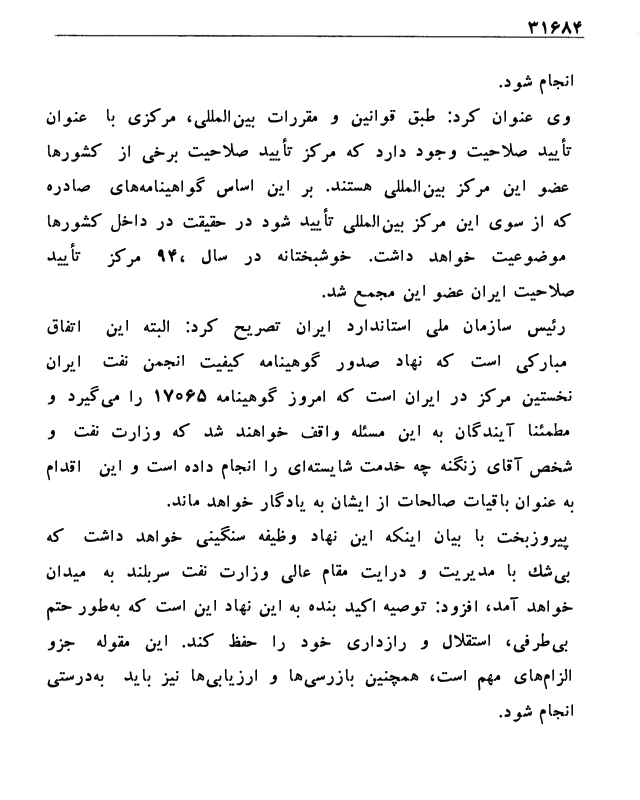 ۳۱۶۸۴
انجام شود.
وی عنوان کرد: طبق قوانین و مقررات بین‌المللی، مرکزی با عنوان
تأیید صلاحیت وجود دارد که مرکز تأیید صلاحیت برخی از کشورها
عضو این مرکز بین‌المللی هستند. بر این اساس گواهینامه‌های صادره
که از سوی این مرکز بین‌المللی تأیید شود در حقیقت در داخل کشورها
موضوعیت خواهد داشت. خوشبختانه در سال ۹۴، مرکز تأیید
صلاحیت ایران عضو این مجمع شد.
رئیس سازمان ملی استاندارد ایران تصریح کرد: البته این اتفاق
مبارکی است که نهاد صدور گوهینامه کیفیت انجمن نفت ایران
نخستین مرکز در ایران است که امروز گوهینامه ۱۷۰۶۵ را می‌گیرد و
مطمئنا آیندگان به این مسئله واقف خواهند شد که وزارت نفت و
شخص آقای زنگنه چه خدمت شایسته‌ای را انجام داده است و این اقدام
به عنوان باقیات صالحات از ایشان به یادگار خواهد ماند.
پیروزبخت با بیان اینکه این نهاد وظیفه سنگینی خواهد داشت که
بی‌شك با مدیریت و درایت مقام عالی وزارت نفت سربلند به میدان
خواهد آمد، افزود: توصیه اکید بنده به این نهاد این است که به‌طور حتم
بی‌طرفی، استقلال و رازداری خود را حفظ کند. این مقوله جزو
الزام‌های مهم است، همچنین بازرسی‌ها و ارزیابی‌ها نیز باید به‌درستی
انجام شود.